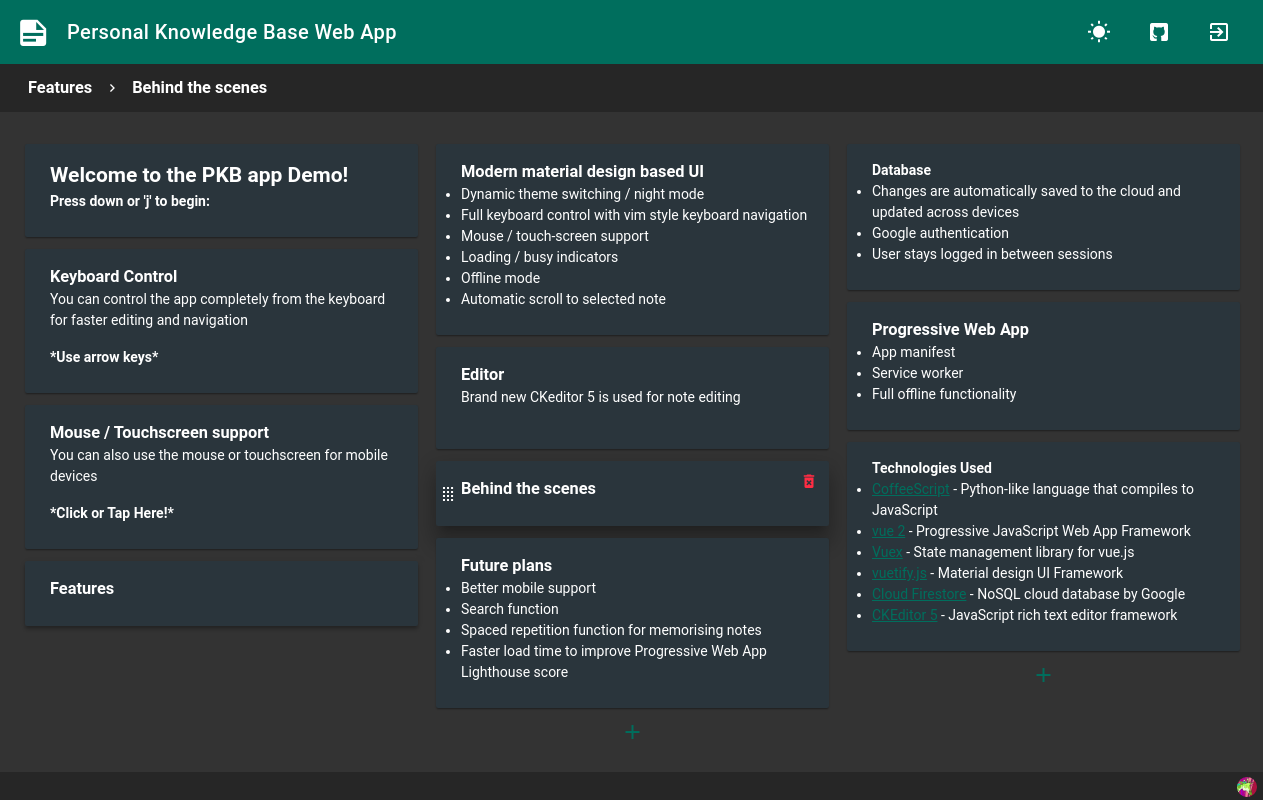 Personal Knowledge Base Web App
Features
Behind the scenes
Welcome to the PKB app Demo!
Press down or 'j' to begin:
Keyboard Control
You can control the app completely from the keyboard
for faster editing and navigation
*Use arrow keys*
Mouse / Touchscreen support
You can also use the mouse or touchscreen for mobile
devices
*Click or Tap Here!*
Features
Modern material design based UI
Dynamic theme switching / night mode
Full keyboard control with vim style keyboard navigation
Mouse / touch-screen support
Loading / busy indicators
Offline mode
Automatic scroll to selected note
Editor
Brand new CKeditor 5 is used for note editing
Behind the scenes
Future plans
Better mobile support
Search function
Spaced repetition function for memorising notes
Faster load time to improve Progressive Web App
Lighthouse score
Database
Changes are automatically saved to the cloud and
updated across devices
Google authentication
User stays logged in between sessions
Progressive Web App
App manifest
Service worker
Full offline functionality
Technologies Used
CoffeeScript - Python-like language that compiles to
JavaScript
vue 2 - Progressive JavaScript Web App Framework
Vuex - State management library for vue.js
vuetify.js - Material design UI Framework
Cloud Firestore - NoSQL cloud database by Google
CKEditor 5 - JavaScript rich text editor framework